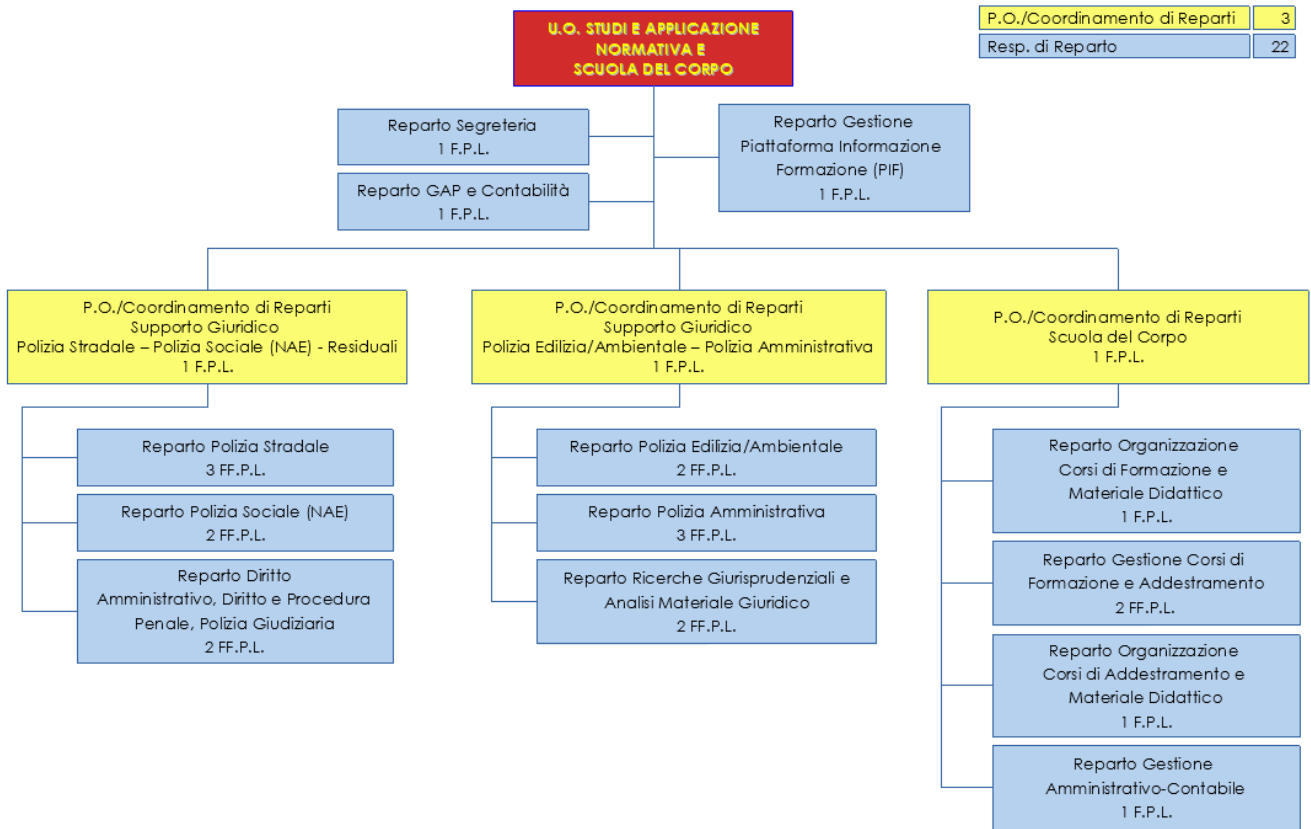 U.O. STUDI E APPLICAZIONE
NORMATIVA E
SCUOLA DEL CORPO
P.O./Coordinamento di Reparti 3
Resp. di Reparto 22
Reparto Segreteria
1 F.P.L.
Reparto GAP e Contabilità
1 F.P.L.
Reparto Gestione
Piattaforma Informazione
Formazione (PIF)
1 F.P.L.
P.O./Coordinamento di Reparti
Supporto Giuridico
Polizia Stradale – Polizia Sociale (NAE) - Residuali
1 F.P.L.
Reparto Polizia Stradale
3 FF.P.L.
Reparto Polizia Sociale (NAE)
2 FF.P.L.
Reparto Diritto
Amministrativo, Diritto e Procedura
Penale, Polizia Giudiziaria
2 FF.P.L.
P.O./Coordinamento di Reparti
Supporto Giuridico
Polizia Edilizia/Ambientale – Polizia Amministrativa
1 F.P.L.
Reparto Polizia Edilizia/Ambientale
2 FF.P.L.
Reparto Polizia Amministrativa
3 FF.P.L.
Reparto Ricerche Giurisprudenziali e
Analisi Materiale Giuridico
2 FF.P.L.
P.O./Coordinamento di Reparti
Scuola del Corpo
1 F.P.L.
Reparto Organizzazione
Corsi di Formazione e
Materiale Didattico
1 F.P.L.
Reparto Gestione Corsi di
Formazione e Addestramento
2 FF.P.L.
Reparto Organizzazione
Corsi di Addestramento e
Materiale Didattico
1 F.P.L.
Reparto Gestione
Amministrativo-Contabile
1 F.P.L.